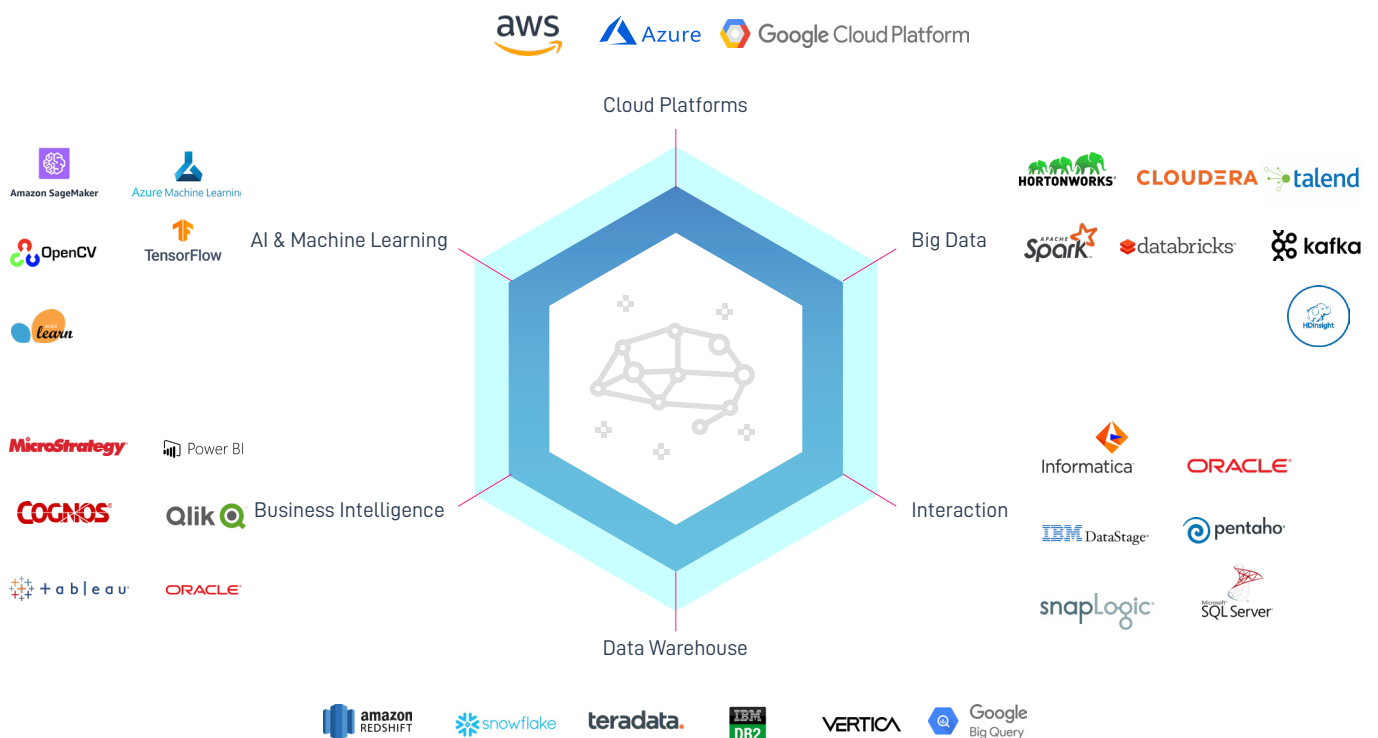 aws
Azure
Google Cloud Platform
Cloud Platforms
Amazon SageMaker
Azure Machine Learning
OpenCV
TensorFlow
learn
AI & Machine Learning
HORTONWORKS
CLOUDERA
talend
APACHE
Spark
databricks
kafka
HDInsight
Big Data
MicroStrategy
Power BI
COGNOS
Qlik
tableau
ORACLE
Business Intelligence
Informatica
ORACLE
IBM DataStage
pentaho
snapLogic
Microsoft
SQL Server
Interaction
Data Warehouse
amazon
REDSHIFT
snowflake
teradata.
IBM
DB2
VERTICA
Google
Big Query